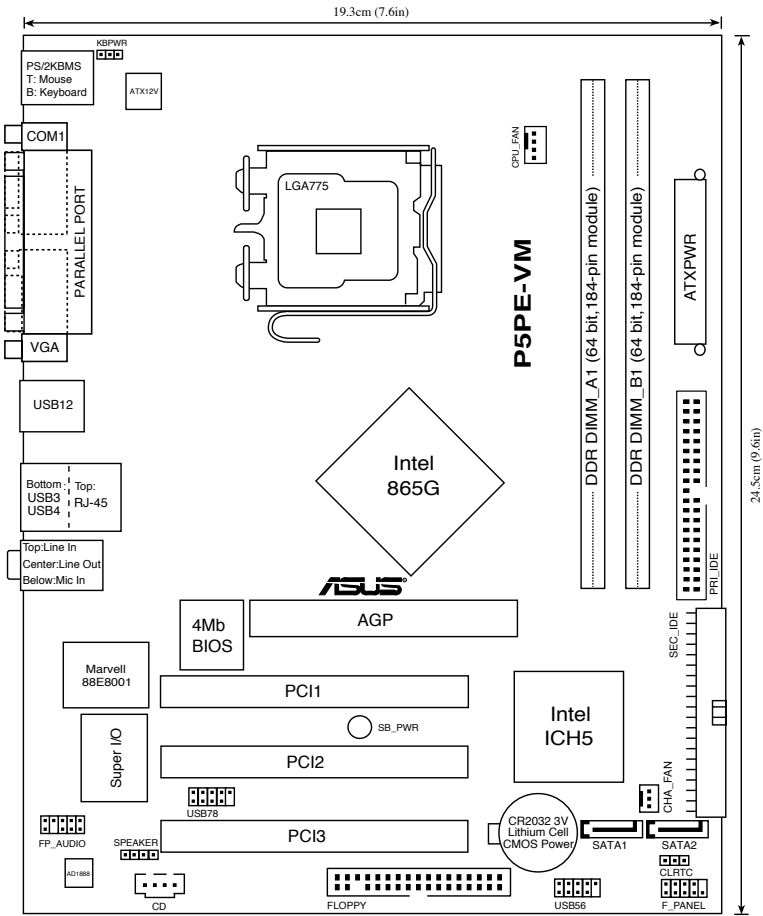 19.3cm (7.6in)
KBPWR
PS/2KBMS
T: Mouse
B: Keyboard
ATX12V
COM1
PARALLEL PORT
VGA
LGA775
CPU_FAN
P5PE-VM
DDR DIMM_A1 (64 bit,184-pin module)
DDR DIMM_B1 (64 bit,184-pin module)
ATXPWR
24.5cm (9.6in)
USB12
Intel
865G
Bottom:
USB3
USB4
Top:
RJ-45
Top:Line In
Center:Line Out
Below:Mic In
PRI_IDE
ASUS
4Mb
BIOS
AGP
SEC_IDE
Marvell
88E8001
PCI1
Intel
ICH5
Super I/O
SB_PWR
PCI2
CHA_FAN
USB78
CR2032 3V
Lithium Cell
CMOS Power
FP_AUDIO
SPEAKER
PCI3
SATA1
SATA2
CLRTC
AD1888
CD
FLOPPY
USB56
F_PANEL